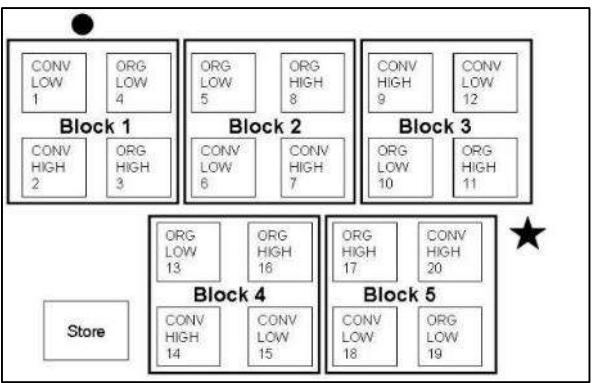 CONV
LOW
1
ORG
LOW
4
Block 1
CONV
HIGH
2
ORG
HIGH
3
ORG
LOW
5
ORG
HIGH
8
Block 2
CONV
LOW
6
CONV
HIGH
7
CONV
HIGH
9
CONV
LOW
12
Block 3
ORG
LOW
10
ORG
HIGH
11
ORG
LOW
13
ORG
HIGH
16
Block 4
CONV
HIGH
14
CONV
LOW
15
ORG
HIGH
17
CONV
HIGH
20
Block 5
CONV
LOW
18
ORG
LOW
19
Store